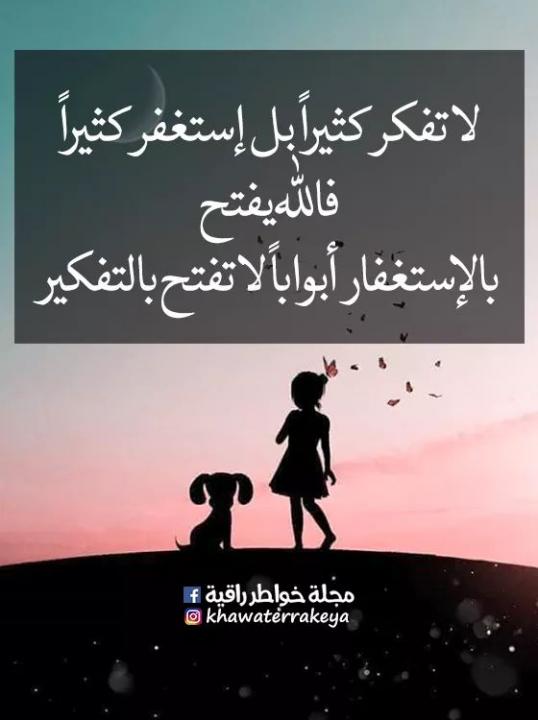 لا تفكر كثيراً بل إستغفر كثيراً
فالله يفتح
بالإستغفار أبواباً لا تفتح بالتفكير
مجلة خواطر راقية
khawaterrakeya